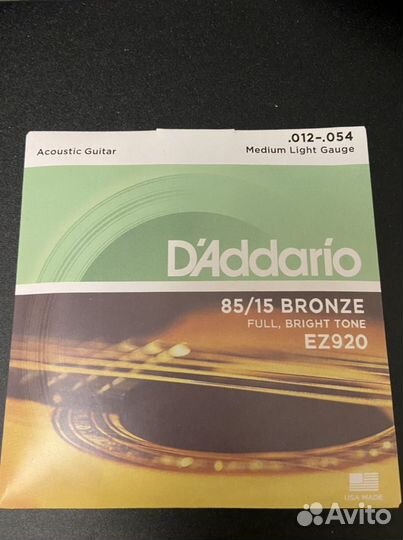 Acoustic Guitar
.012–.054
Medium Light Gauge
D'Addario
85/15 BRONZE
FULL, BRIGHT TONE
EZ920
USA MADE
Avito